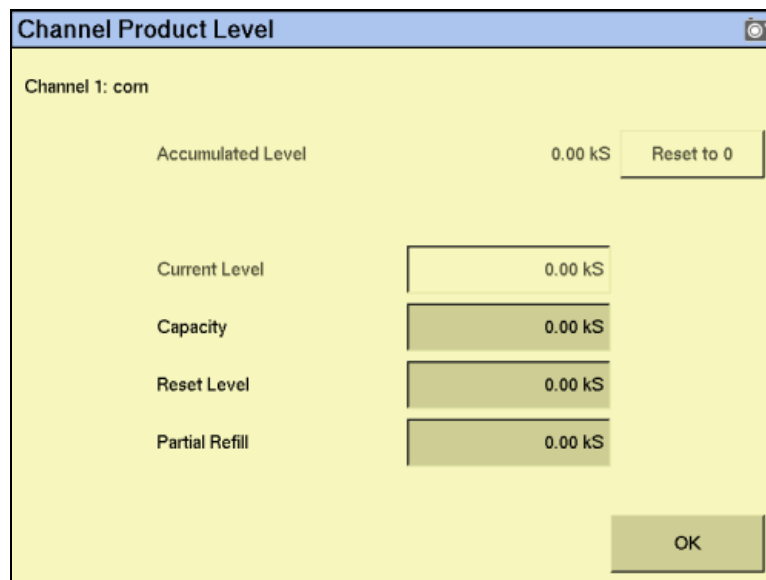 Channel Product Level
Channel 1: corn
Accumulated Level 0.00 kS Reset to 0
Current Level 0.00 kS
Capacity 0.00 kS
Reset Level 0.00 kS
Partial Refill 0.00 kS
OK